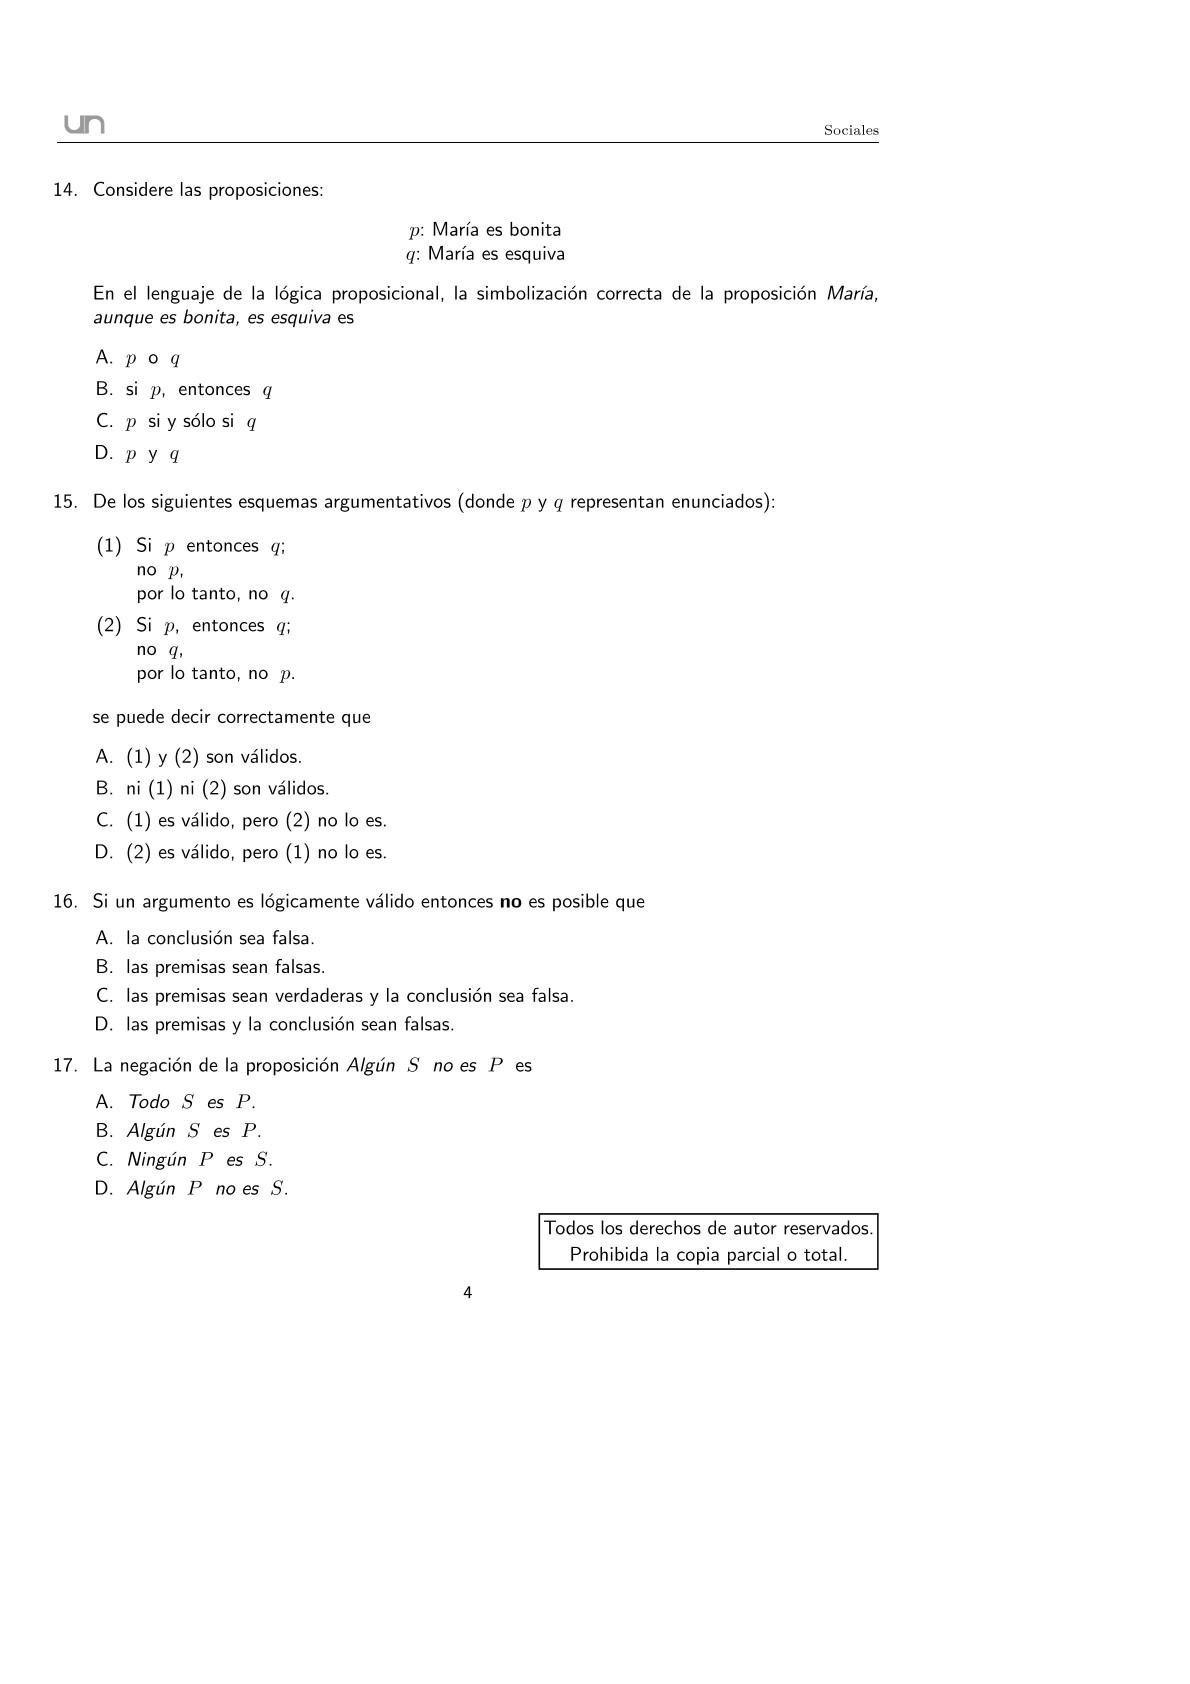 un
Sociales
14. Considere las proposiciones:
p: María es bonita
q: María es esquiva
En el lenguaje de la lógica proposicional, la simbolización correcta de la proposición María,
aunque es bonita, es esquiva es
A. p o q
B. si p, entonces q
C. p si y sólo si q
D. p y q
15. De los siguientes esquemas argumentativos (donde p y q representan enunciados):
(1) Si p entonces q;
no p,
por lo tanto, no q.
(2) Si p, entonces q;
no q,
por lo tanto, no p.
se puede decir correctamente que
A. (1) y (2) son válidos.
B. ni (1) ni (2) son válidos.
C. (1) es válido, pero (2) no lo es.
D. (2) es válido, pero (1) no lo es.
16. Si un argumento es lógicamente válido entonces no es posible que
A. la conclusión sea falsa.
B. las premisas sean falsas.
C. las premisas sean verdaderas y la conclusión sea falsa.
D. las premisas y la conclusión sean falsas.
17. La negación de la proposición Algún S no es P es
A. Todo S es P.
B. Algún S es P.
C. Ningún P es S.
D. Algún P no es S.
Todos los derechos de autor reservados.
Prohibida la copia parcial o total.
4